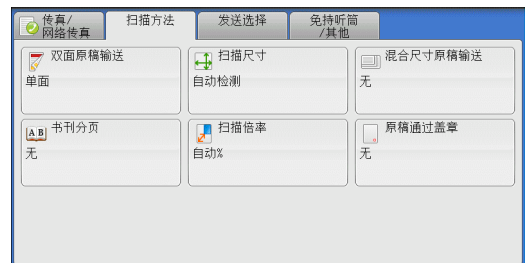 传真/
网络传真
扫描方法
发送选择
免持听筒
/其他
双面原稿输送
单面
扫描尺寸
自动检测
混合尺寸原稿输送
无
A B 书刊分页
无
扫描倍率
自动%
原稿通过盖章
无